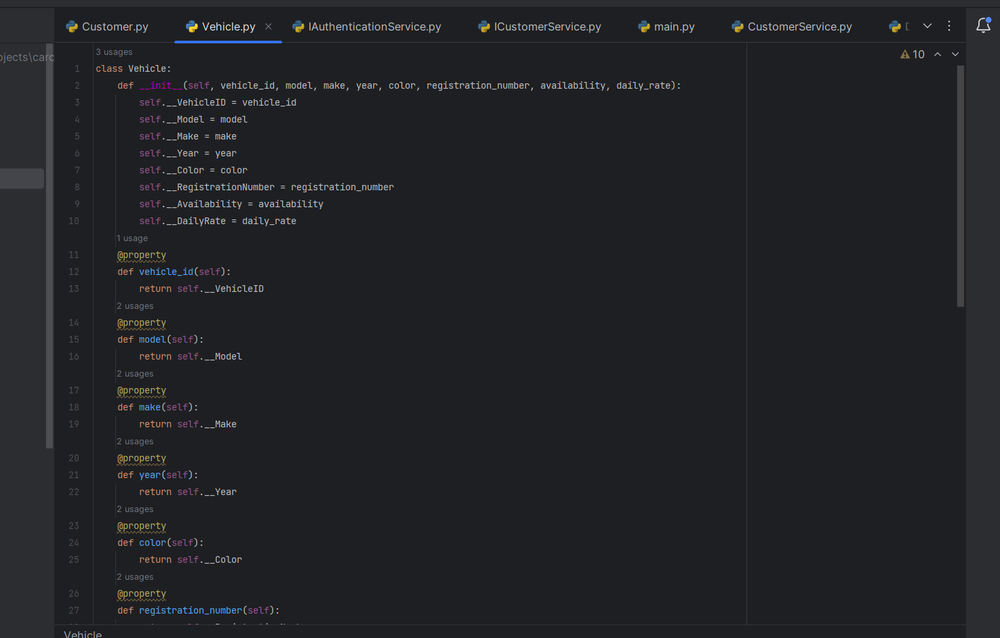 Customer.py Vehicle.py IAuthenticationService.py ICustomerService.py main.py CustomerService.py
3 usages
10
1 class Vehicle:
2 def __init__(self, vehicle_id, model, make, year, color, registration_number, availability, daily_rate):
3 self.__VehicleID = vehicle_id
4 self.__Model = model
5 self.__Make = make
6 self.__Year = year
7 self.__Color = color
8 self.__RegistrationNumber = registration_number
9 self.__Availability = availability
10 self.__DailyRate = daily_rate
1 usage
11 @property
12 def vehicle_id(self):
13 return self.__VehicleID
2 usages
14 @property
15 def model(self):
16 return self.__Model
2 usages
17 @property
18 def make(self):
19 return self.__Make
2 usages
20 @property
21 def year(self):
22 return self.__Year
2 usages
23 @property
24 def color(self):
25 return self.__Color
2 usages
26 @property
27 def registration_number(self):
Vehicle